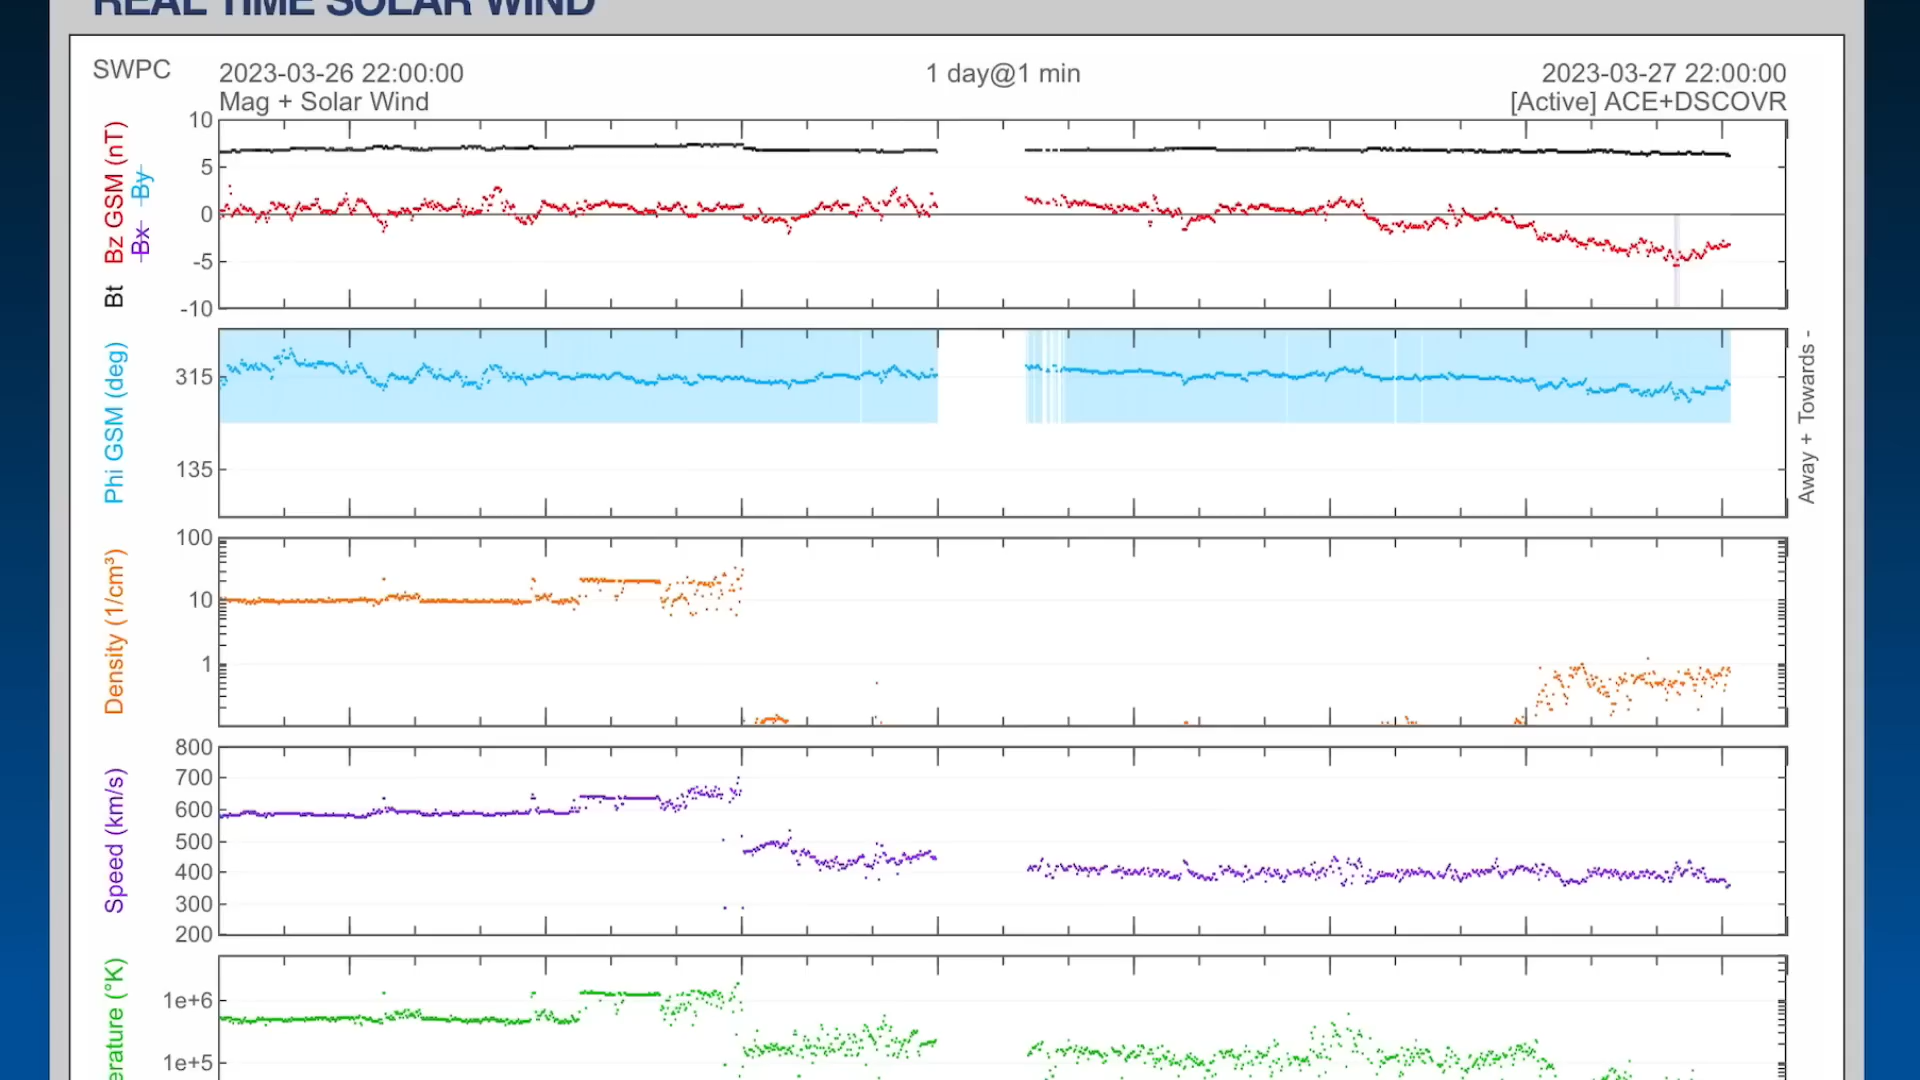 REAL TIME SOLAR WIND
SWPC
2023-03-26 22:00:00
1 day@1 min
2023-03-27 22:00:00
Mag + Solar Wind
[Active] ACE+DSCOVR
Bt Bz GSM (nT)
Bx By
10
5
0
-5
-10
Phi GSM (deg)
315
135
Away + Towards -
Density (1/cm³)
100
10
1
Speed (km/s)
800
700
600
500
400
300
200
erature (°K)
1e+6
1e+5